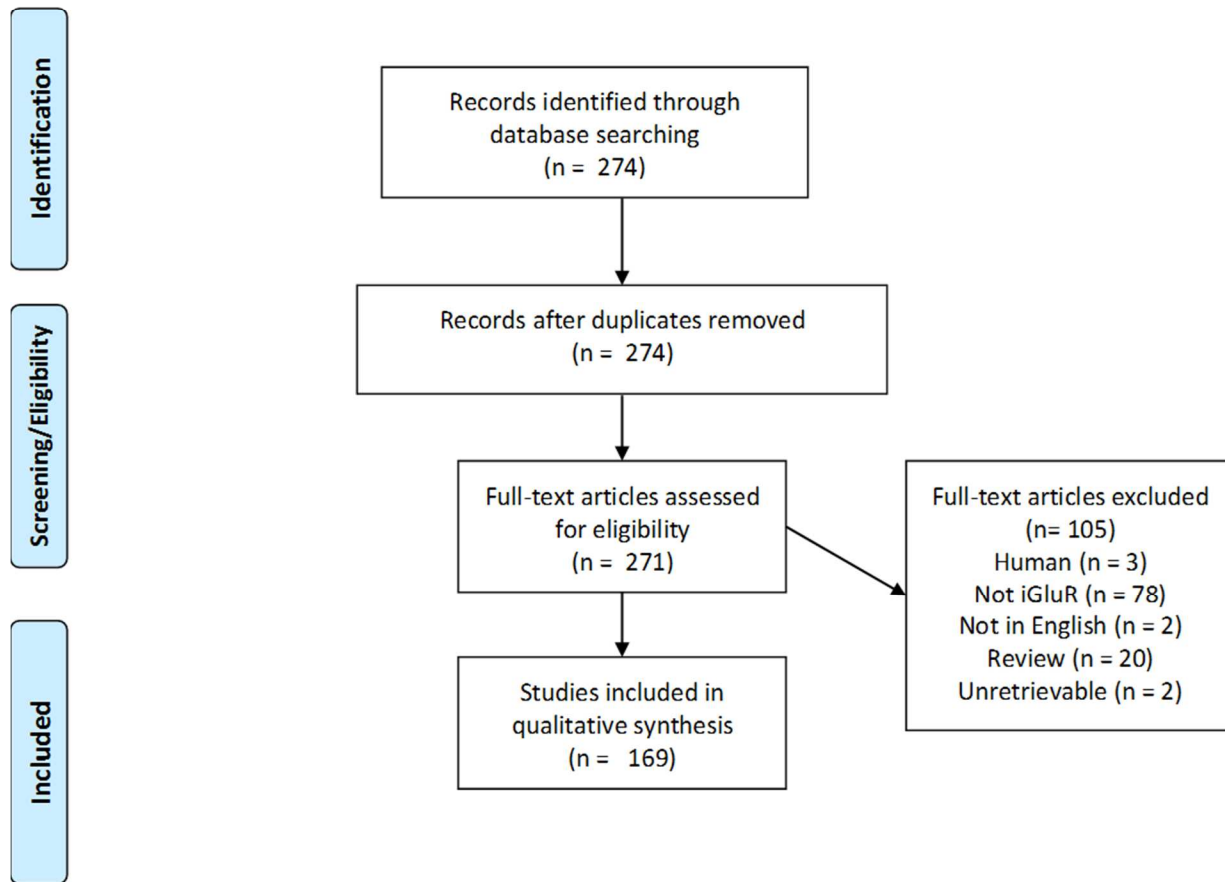 Identification
Records identified through
database searching
(n = 274)
Screening/Eligibility
Records after duplicates removed
(n = 274)
Full-text articles assessed
for eligibility
(n = 271)
Full-text articles excluded
(n= 105)
Human (n = 3)
Not iGluR (n = 78)
Not in English (n = 2)
Review (n = 20)
Unretrievable (n = 2)
Included
Studies included in
qualitative synthesis
(n = 169)